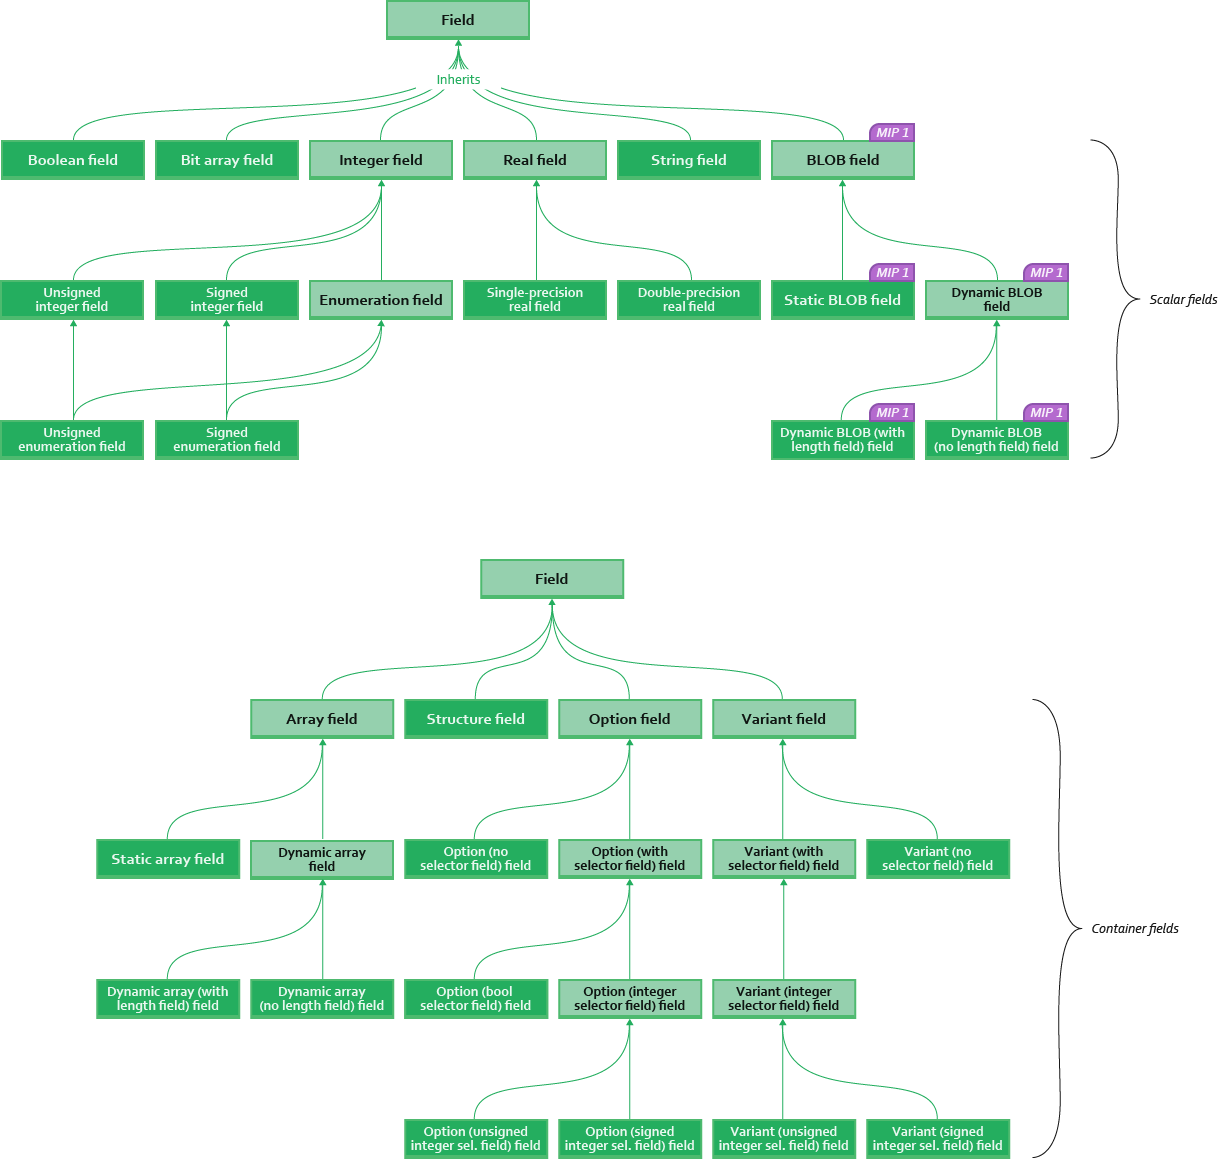 Field
Inherits
MIP 1
Boolean field
Bit array field
Integer field
Real field
String field
BLOB field
MIP 1
MIP 1
Unsigned
integer field
Signed
integer field
Enumeration field
Single-precision
real field
Double-precision
real field
Static BLOB field
Dynamic BLOB
field
Scalar fields
MIP 1
MIP 1
Unsigned
enumeration field
Signed
enumeration field
Dynamic BLOB (with
length field) field
Dynamic BLOB
(no length field) field
Field
Array field
Structure field
Option field
Variant field
Static array field
Dynamic array
field
Option (no
selector field) field
Option (with
selector field) field
Variant (with
selector field) field
Variant (no
selector field) field
Container fields
Dynamic array (with
length field) field
Dynamic array
(no length field) field
Option (bool
selector field) field
Option (integer
selector field) field
Variant (integer
selector field) field
Option (unsigned
integer sel. field) field
Option (signed
integer sel. field) field
Variant (unsigned
integer sel. field) field
Variant (signed
integer sel. field) field